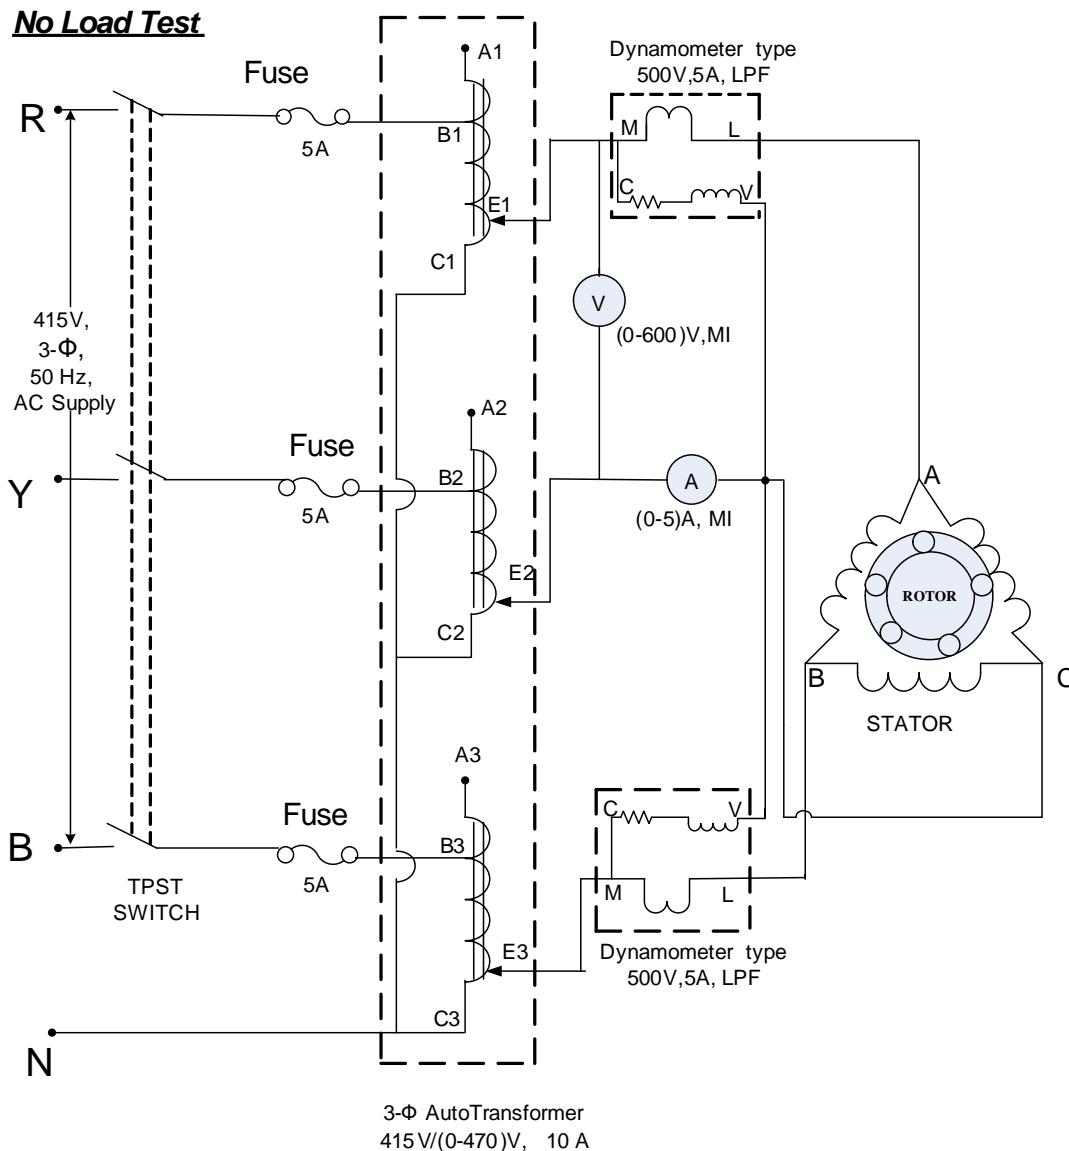 No Load Test
A1
Dynamometer type
500V,5A, LPF
Fuse
R
5A
B1
M
L
C
V
E1
C1
V
(0-600)V,MI
415V,
3-Φ,
50 Hz,
AC Supply
A2
Fuse
Y
5A
B2
A
(0-5)A, MI
A
E2
ROTOR
C2
B
C
STATOR
A3
Fuse
B
5A
B3
C
V
M
L
TPST
SWITCH
E3
Dynamometer type
500V,5A, LPF
C3
N
3-Φ AutoTransformer
415V/(0-470)V, 10 A